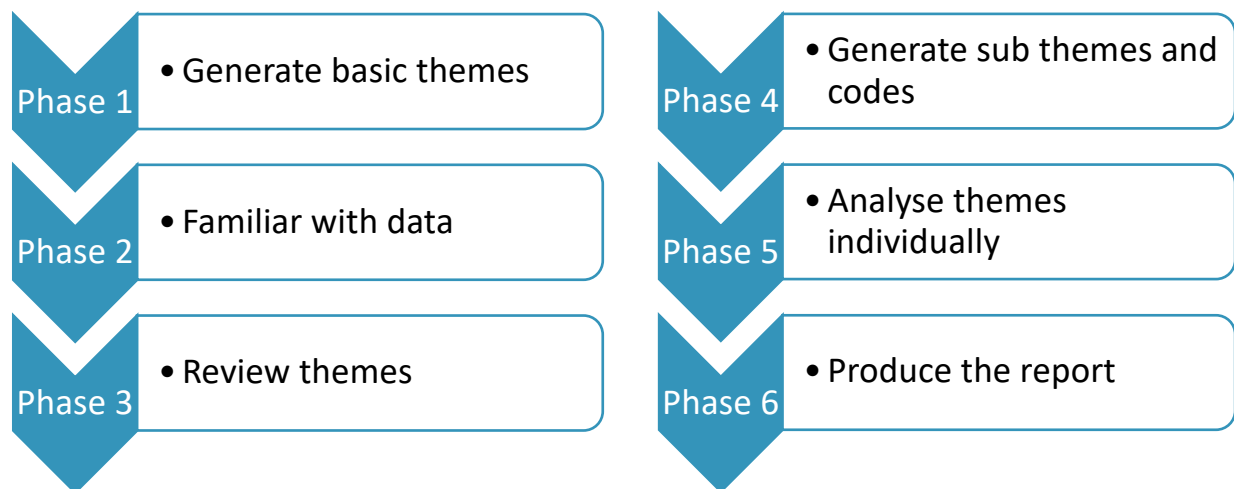 Phase 1
• Generate basic themes
Phase 2
• Familiar with data
Phase 3
• Review themes
Phase 4
• Generate sub themes and
codes
Phase 5
• Analyse themes
individually
Phase 6
• Produce the report